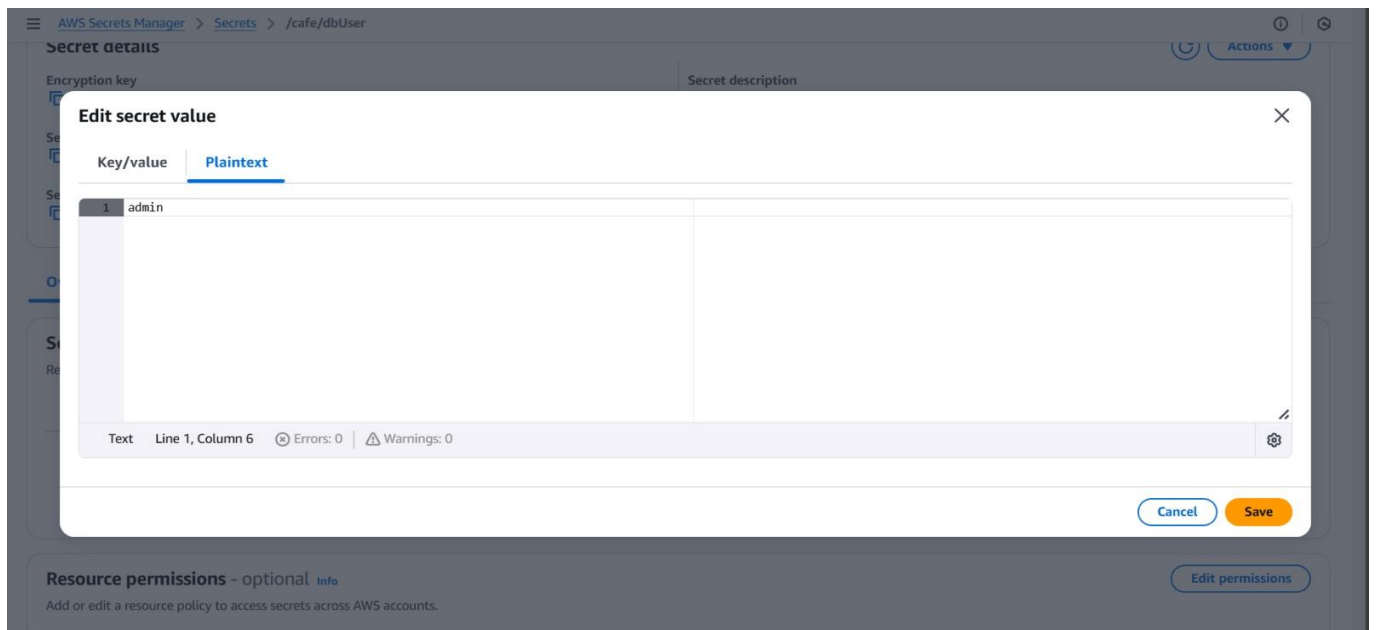 AWS Secrets Manager > Secrets > /cafe/dbUser
Secret details
Actions
Encryption key
Secret description
Edit secret value
Key/value
Plaintext
1 admin
Text Line 1, Column 6 Errors: 0 Warnings: 0
Cancel
Save
Resource permissions - optional Info
Edit permissions
Add or edit a resource policy to access secrets across AWS accounts.